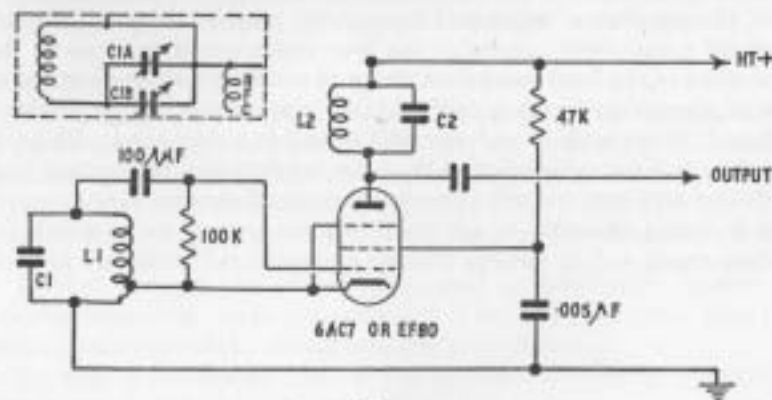 C1A
C1B
HT+
L2
C2
47K
100μμF
OUTPUT
100K
L1
C1
·005μF
6AC7 OR EF80